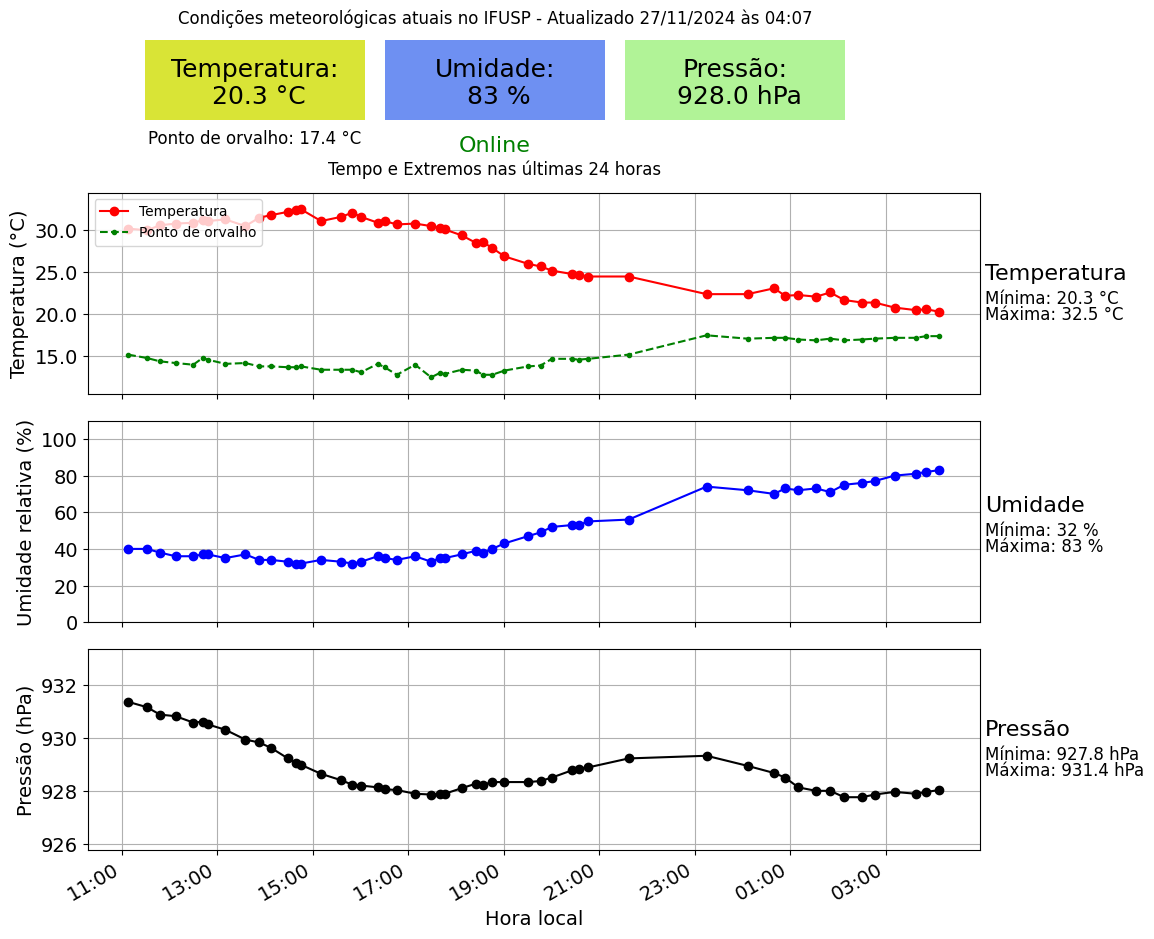 Condições meteorológicas atuais no IFUSP - Atualizado 27/11/2024 às 04:07
Temperatura:
20.3 °C
Umidade:
83 %
Pressão:
928.0 hPa
Ponto de orvalho: 17.4 °C
Online
Tempo e Extremos nas últimas 24 horas
Temperatura (°C)
30.0
25.0
20.0
15.0
Temperatura
Ponto de orvalho
Temperatura
Mínima: 20.3 °C
Máxima: 32.5 °C
Umidade relativa (%)
100
80
60
40
20
0
Umidade
Mínima: 32 %
Máxima: 83 %
Pressão (hPa)
932
930
928
926
Pressão
Mínima: 927.8 hPa
Máxima: 931.4 hPa
11:00
13:00
15:00
17:00
19:00
21:00
23:00
01:00
03:00
Hora local